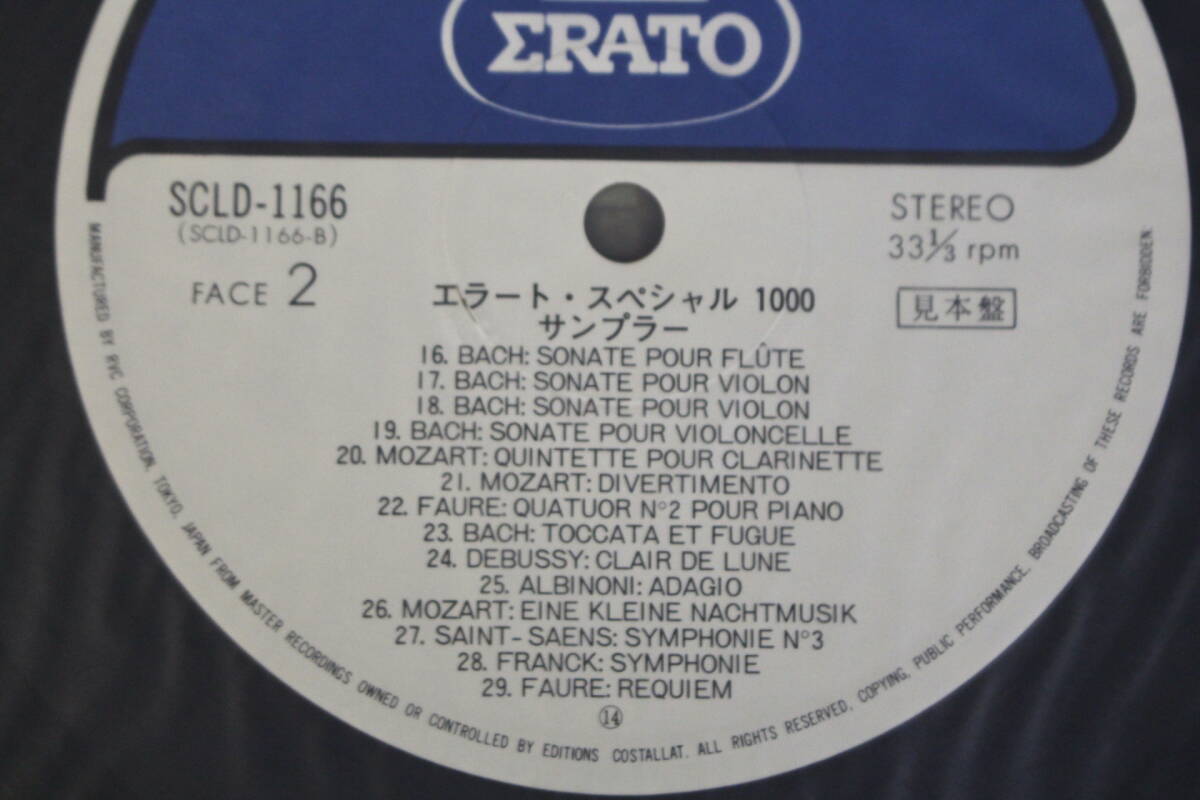 ΣRATO
SCLD-1166
(SCLD-1166-B)
FACE 2
STEREO
33⅓ rpm
見本盤
エラート・スペシャル 1000
サンプラー
16. BACH: SONATE POUR FLÛTE
17. BACH: SONATE POUR VIOLON
18. BACH: SONATE POUR VIOLON
19. BACH: SONATE POUR VIOLONCELLE
20. MOZART: QUINTETTE POUR CLARINETTE
21. MOZART: DIVERTIMENTO
22. FAURE: QUATUOR N°2 POUR PIANO
23. BACH: TOCCATA ET FUGUE
24. DEBUSSY: CLAIR DE LUNE
25. ALBINONI: ADAGIO
26. MOZART: EINE KLEINE NACHTMUSIK
27. SAINT-SAENS: SYMPHONIE N°3
28. FRANCK: SYMPHONIE
29. FAURE: REQUIEM
⑭
MANUFACTURED BY RVC CORPORATION, TOKYO, JAPAN FROM MASTER RECORDINGS OWNED OR CONTROLLED BY EDITIONS COSTALLAT. ALL RIGHTS RESERVED, COPYING, PUBLIC PERFORMANCE, BROADCASTING OF THESE RECORDS ARE FORBODEN.